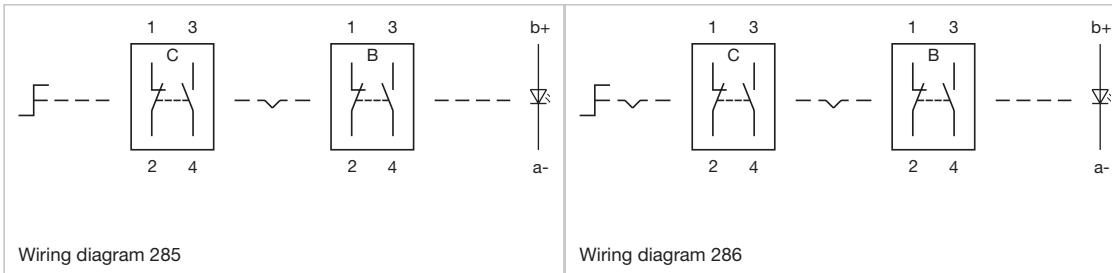 1 3 1 3 b+
C B
2 4 2 4 a-
Wiring diagram 285
1 3 1 3 b+
C B
2 4 2 4 a-
Wiring diagram 286